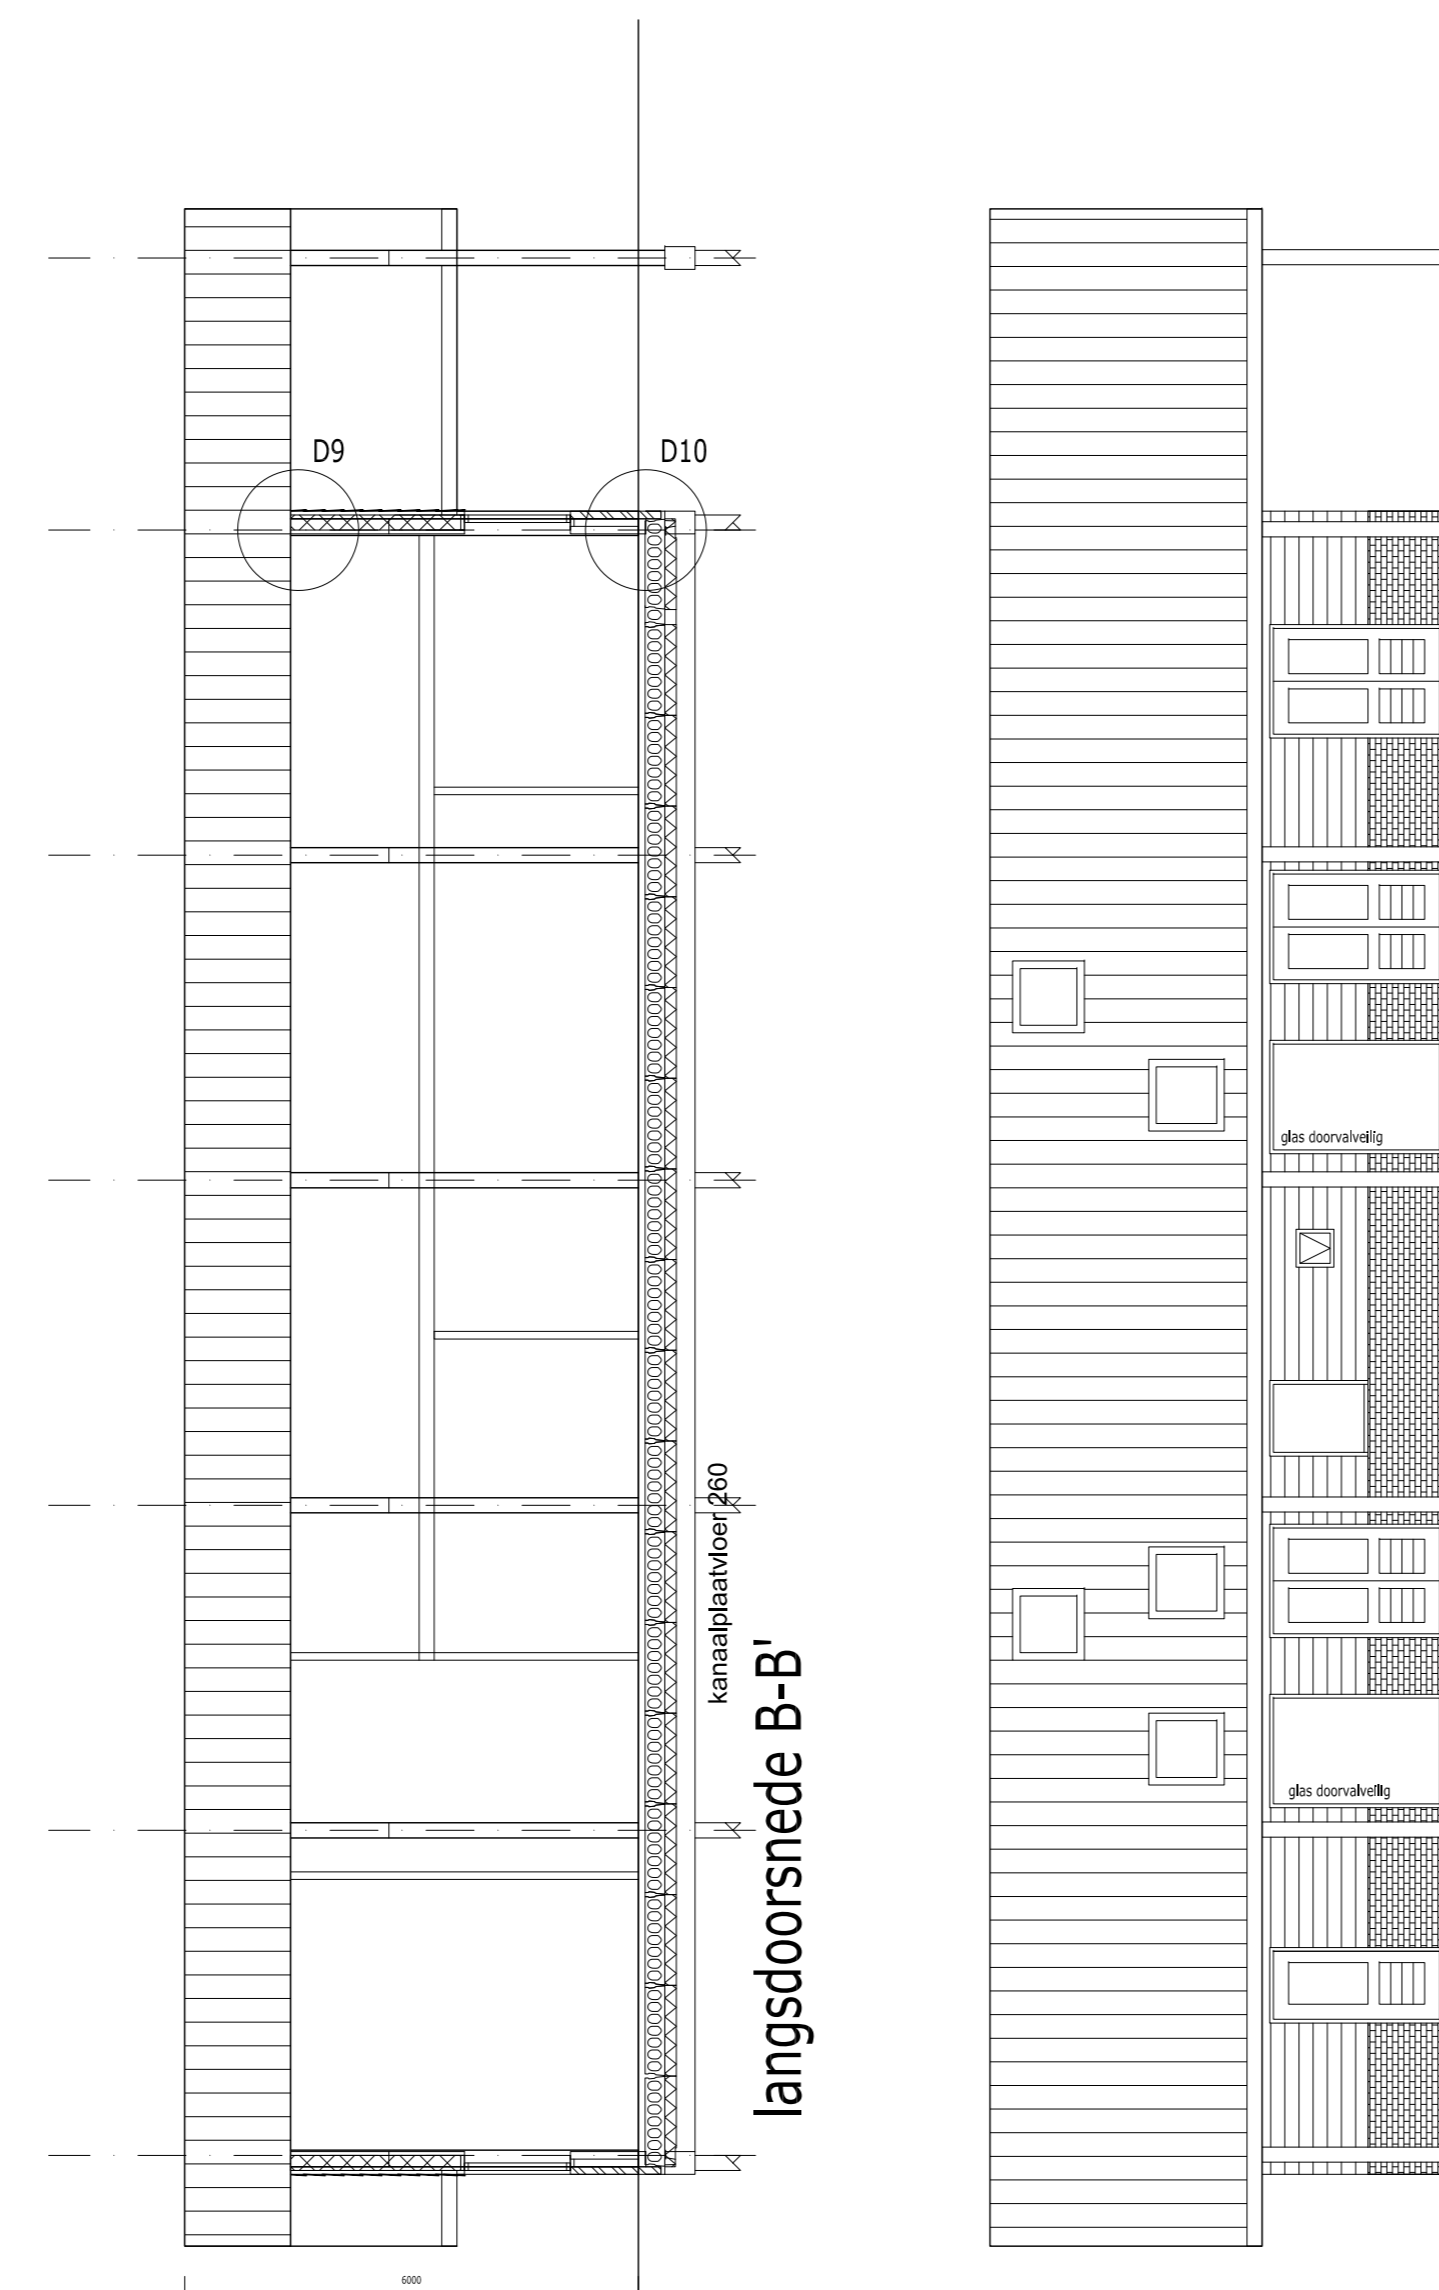 D9
D10
kanaalplaatvloer 260
langsdoorsnede B-B'
6000
glas doorvalveilig
glas doorvalveilig